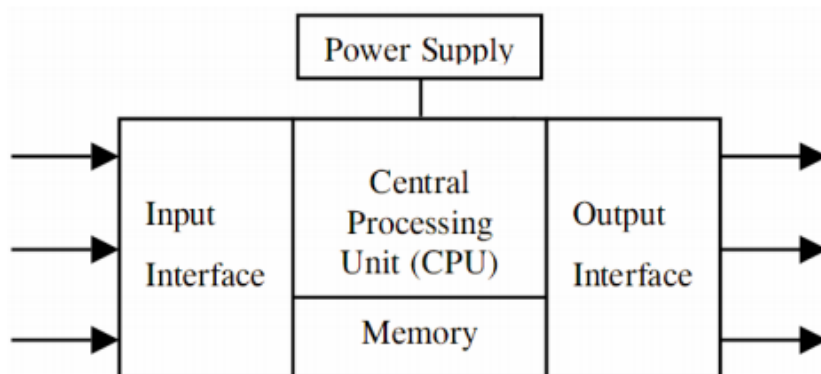 Power Supply
Input
Interface
Central
Processing
Unit (CPU)
Memory
Output
Interface